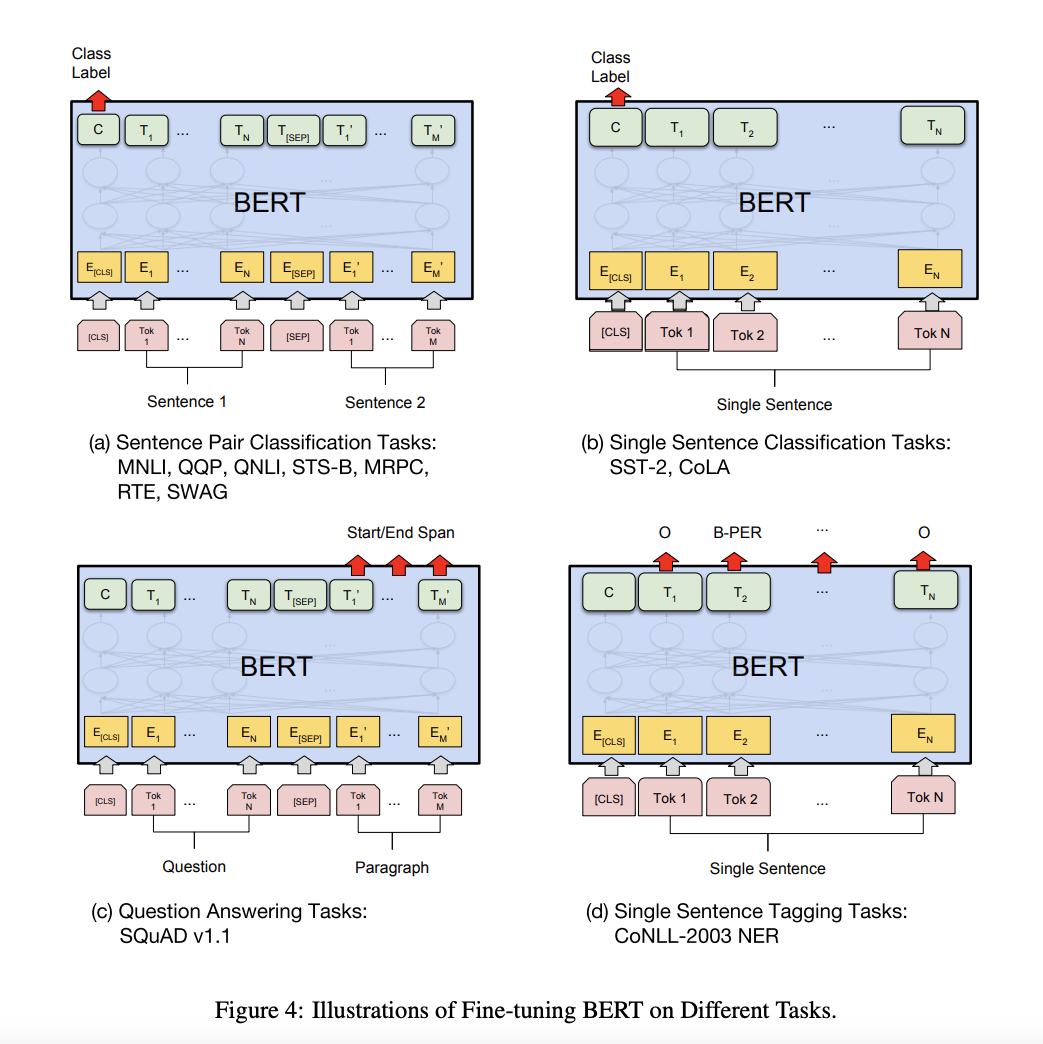 Class
Label
C T1 ... TN T[SEP] T1' ... TM'
...
BERT
...
E[CLS] E1 ... EN E[SEP] E1' ... EM'
[CLS] Tok 1 ... Tok N [SEP] Tok 1 ... Tok M
Sentence 1 Sentence 2
(a) Sentence Pair Classification Tasks:
MNLI, QQP, QNLI, STS-B, MRPC,
RTE, SWAG
Class
Label
C T1 T2 ... TN
...
BERT
...
E[CLS] E1 E2 ... EN
[CLS] Tok 1 Tok 2 ... Tok N
Single Sentence
(b) Single Sentence Classification Tasks:
SST-2, CoLA
Start/End Span
C T1 ... TN T[SEP] T1' ... TM'
...
BERT
...
E[CLS] E1 ... EN E[SEP] E1' ... EM'
[CLS] Tok 1 ... Tok N [SEP] Tok 1 ... Tok M
Question Paragraph
(c) Question Answering Tasks:
SQuAD v1.1
O B-PER ... O
C T1 T2 ... TN
...
BERT
...
E[CLS] E1 E2 ... EN
[CLS] Tok 1 Tok 2 ... Tok N
Single Sentence
(d) Single Sentence Tagging Tasks:
CoNLL-2003 NER
Figure 4: Illustrations of Fine-tuning BERT on Different Tasks.